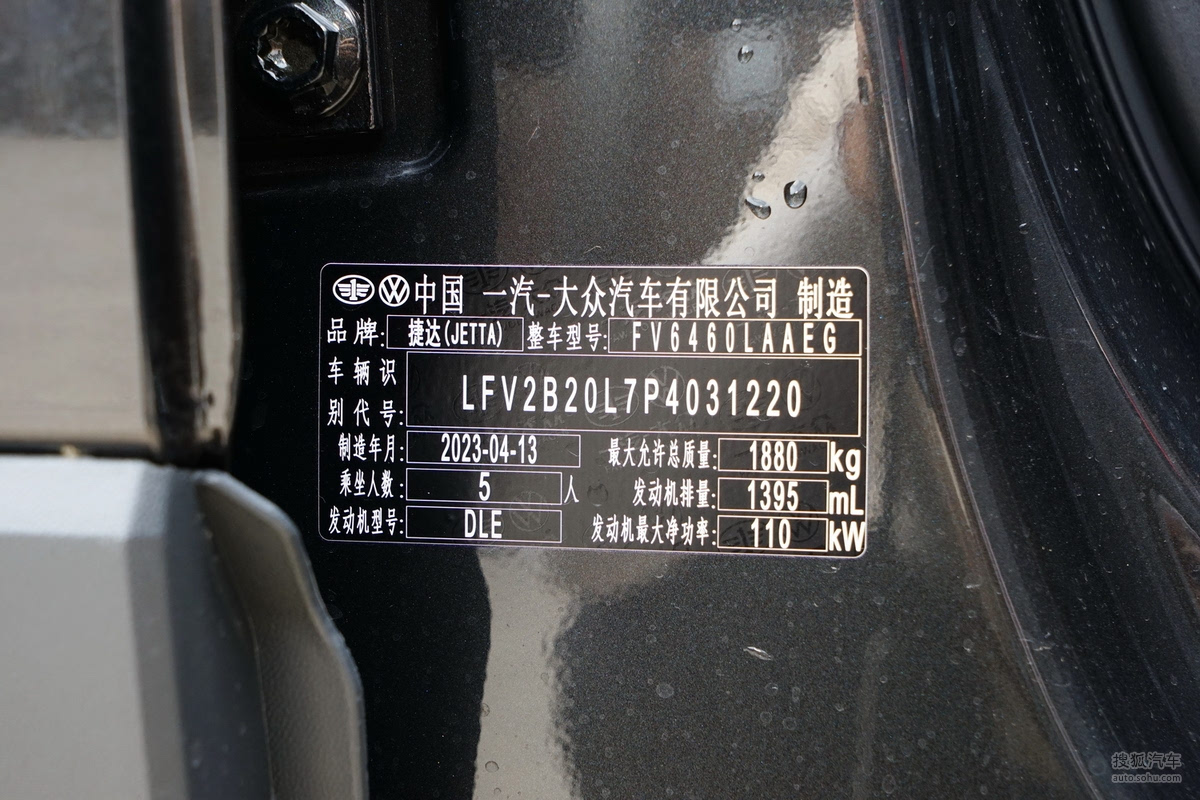 中国 一汽-大众汽车有限公司 制造
品牌: 捷达(JETTA) 整车型号: FV6460LAAEG
车辆识别代号: LFV2B20L7P4031220
制造年月: 2023-04-13 最大允许总质量: 1880 kg
乘坐人数: 5 人 发动机排量: 1395 mL
发动机型号: DLE 发动机最大净功率: 110 kW
搜狐汽车
auto.sohu.com